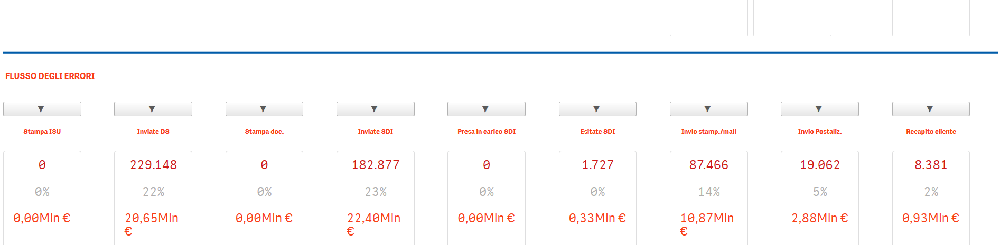 FLUSSO DEGLI ERRORI
Stampa ISU
Inviate DS
Stampa doc.
Inviate SDI
Presa in carico SDI
Esitate SDI
Invio stamp./mail
Invio Postaliz.
Recapito cliente
0
229.148
0
182.877
0
1.727
87.466
19.062
8.381
0%
22%
0%
23%
0%
0%
14%
5%
2%
0,00Mln €
20,65Mln
€
0,00Mln €
22,40Mln
€
0,00Mln €
0,33Mln €
10,87Mln
€
2,88Mln €
0,93Mln €